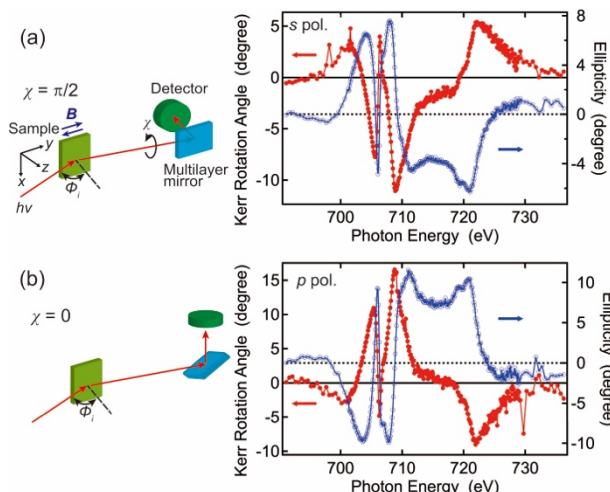 (a)
χ = π/2
Sample
B
y
z
x
hν
Φi
χ
Detector
Multilayer
mirror
Kerr Rotation Angle (degree)
5
0
-5
-10
s pol.
8
4
0
-4
Ellipticity
(degree)
700
710
720
730
Photon Energy (eV)
(b)
χ = 0
Φi
Kerr Rotation Angle (degree)
15
10
5
0
-5
-10
p pol.
10
5
0
-5
-10
Ellipticity
(degree)
700
710
720
730
Photon Energy (eV)